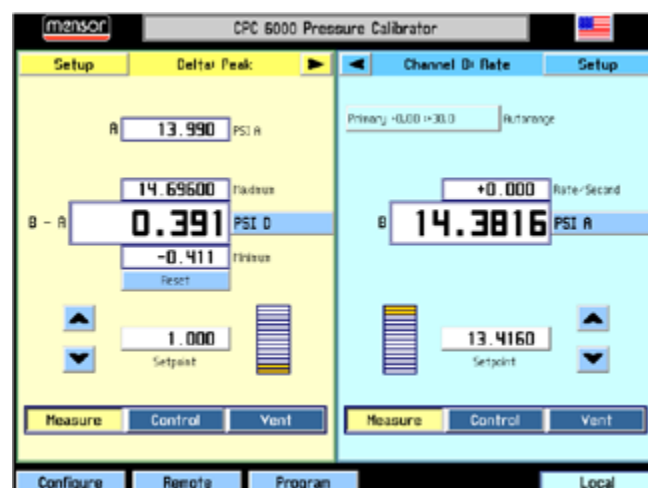 mensor CPC 6000 Pressure Calibrator
Setup Delta: Peak:
A 13.990 PSI A
14.69600 Maximum
B - A 0.391 PSI D
-0.411 Minimum
Reset
1.000
Setpoint
Measure Control Vent
Channel B: Rate Setup
Primary Autorange
+0.000 Rate/Second
B 14.3816 PSI A
13.4160
Setpoint
Measure Control Vent
Configure Remote Program Local